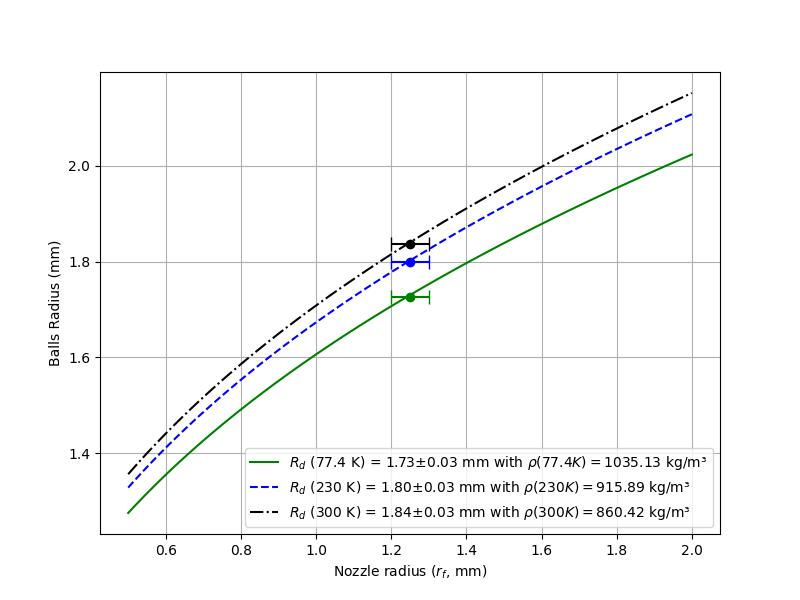 2.0
1.8
1.6
1.4
Balls Radius (mm)
R_d (77.4 K) = 1.73±0.03 mm with ρ(77.4K) = 1035.13 kg/m³
R_d (230 K) = 1.80±0.03 mm with ρ(230K) = 915.89 kg/m³
R_d (300 K) = 1.84±0.03 mm with ρ(300K) = 860.42 kg/m³
0.6 0.8 1.0 1.2 1.4 1.6 1.8 2.0
Nozzle radius (r_f, mm)